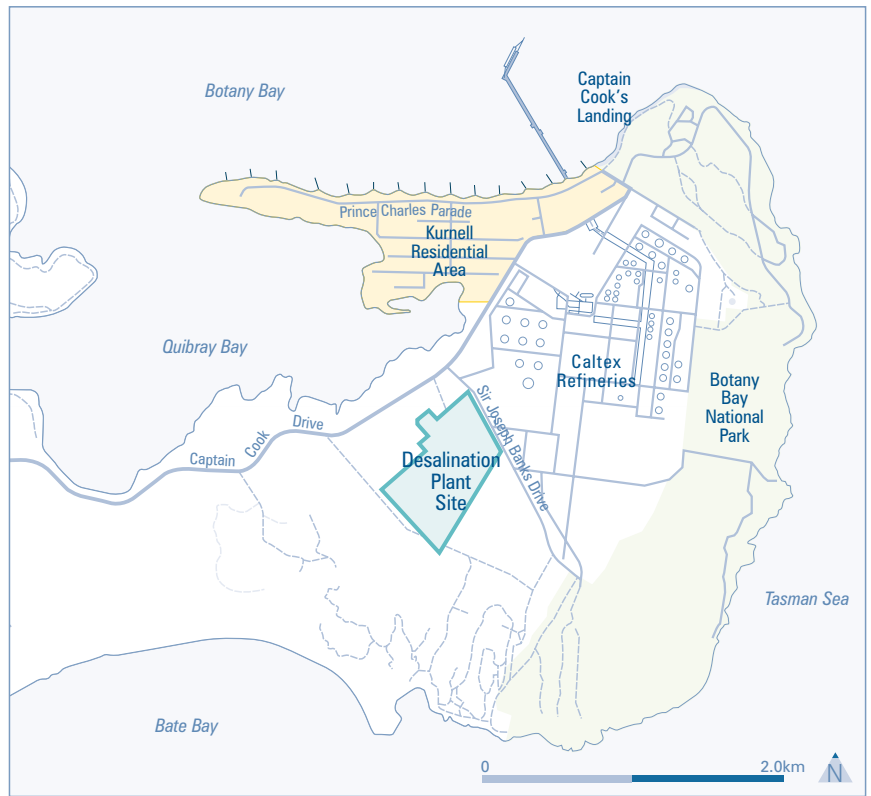 Botany Bay
Captain
Cook's
Landing
Prince Charles Parade
Kurnell
Residential
Area
Quibray Bay
Caltex
Refineries
Botany
Bay
National
Park
Sir Joseph Banks Drive
Captain Cook Drive
Desalination
Plant
Site
Tasman Sea
Bate Bay
0 2.0km
N